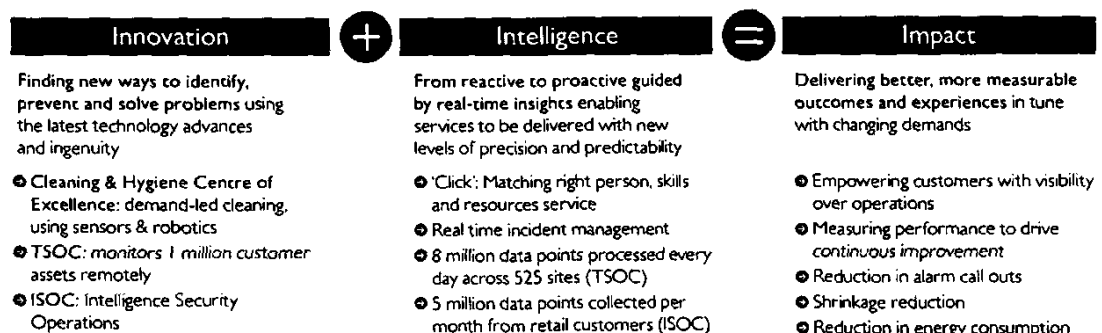 Innovation + Intelligence = Impact
Finding new ways to identify,
prevent and solve problems using
the latest technology advances
and ingenuity
Cleaning & Hygiene Centre of
Excellence: demand-led cleaning,
using sensors & robotics
TSOC: monitors 1 million customer
assets remotely
ISOC: Intelligence Security
Operations
From reactive to proactive guided
by real-time insights enabling
services to be delivered with new
levels of precision and predictability
'Click': Matching right person, skills
and resources service
Real time incident management
8 million data points processed every
day across 525 sites (TSOC)
5 million data points collected per
month from retail customers (ISOC)
Delivering better, more measurable
outcomes and experiences in tune
with changing demands
Empowering customers with visibility
over operations
Measuring performance to drive
continuous improvement
Reduction in alarm call outs
Shrinkage reduction
Reduction in energy consumption